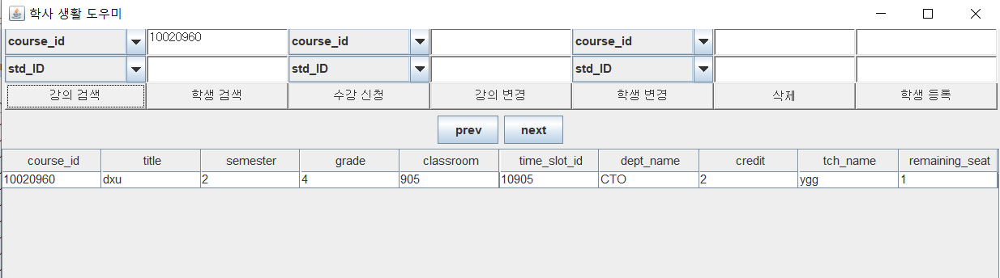 학사 생활 도우미
course_id 10020960 course_id course_id
std_ID std_ID std_ID
강의 검색 학생 검색 수강 신청 강의 변경 학생 변경 삭제 학생 등록
prev next
course_id title semester grade classroom time_slot_id dept_name credit tch_name remaining_seat
10020960 dxu 2 4 905 10905 CTO 2 ygg 1